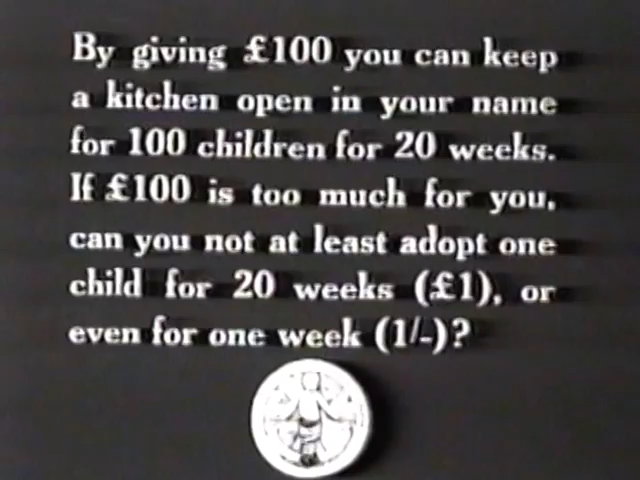 By giving £100 you can keep
a kitchen open in your name
for 100 children for 20 weeks.
If £100 is too much for you,
can you not at least adopt one
child for 20 weeks (£1), or
even for one week (1/-)?